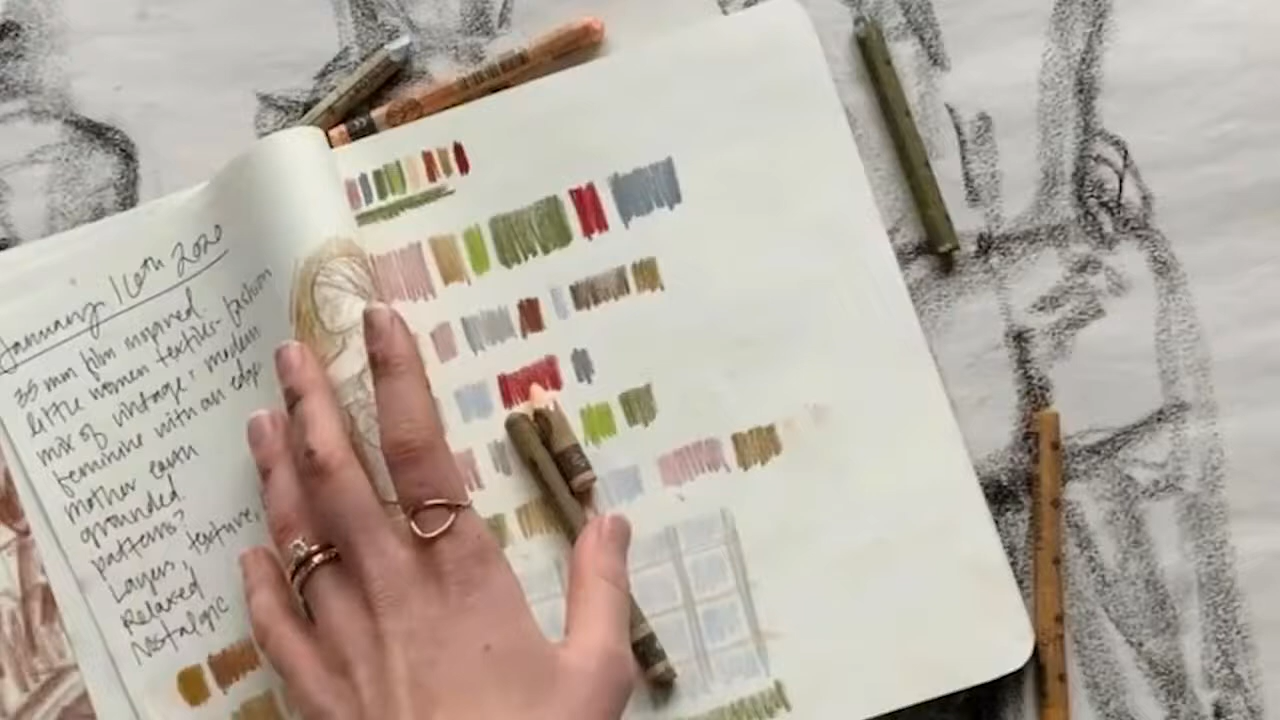 January 16th 2020
35 mm film inspired
little women textiles - fashion
mix of vintage & modern
feminine with an edge
mother earth
grounded
patterns?
Layers, texture,
Relaxed
Nostalgic